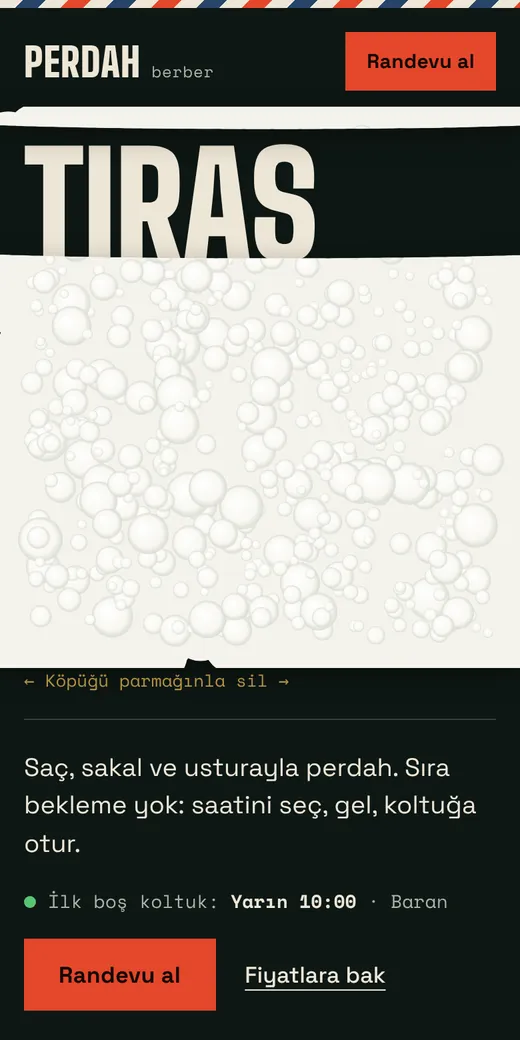 PERDAH berber
Randevu al
TIRAS
← Köpüğü parmağınla sil →
Saç, sakal ve usturayla perdah. Sıra
bekleme yok: saatini seç, gel, koltuğa
otur.
İlk boş koltuk: Yarın 10:00 · Baran
Randevu al
Fiyatlara bak